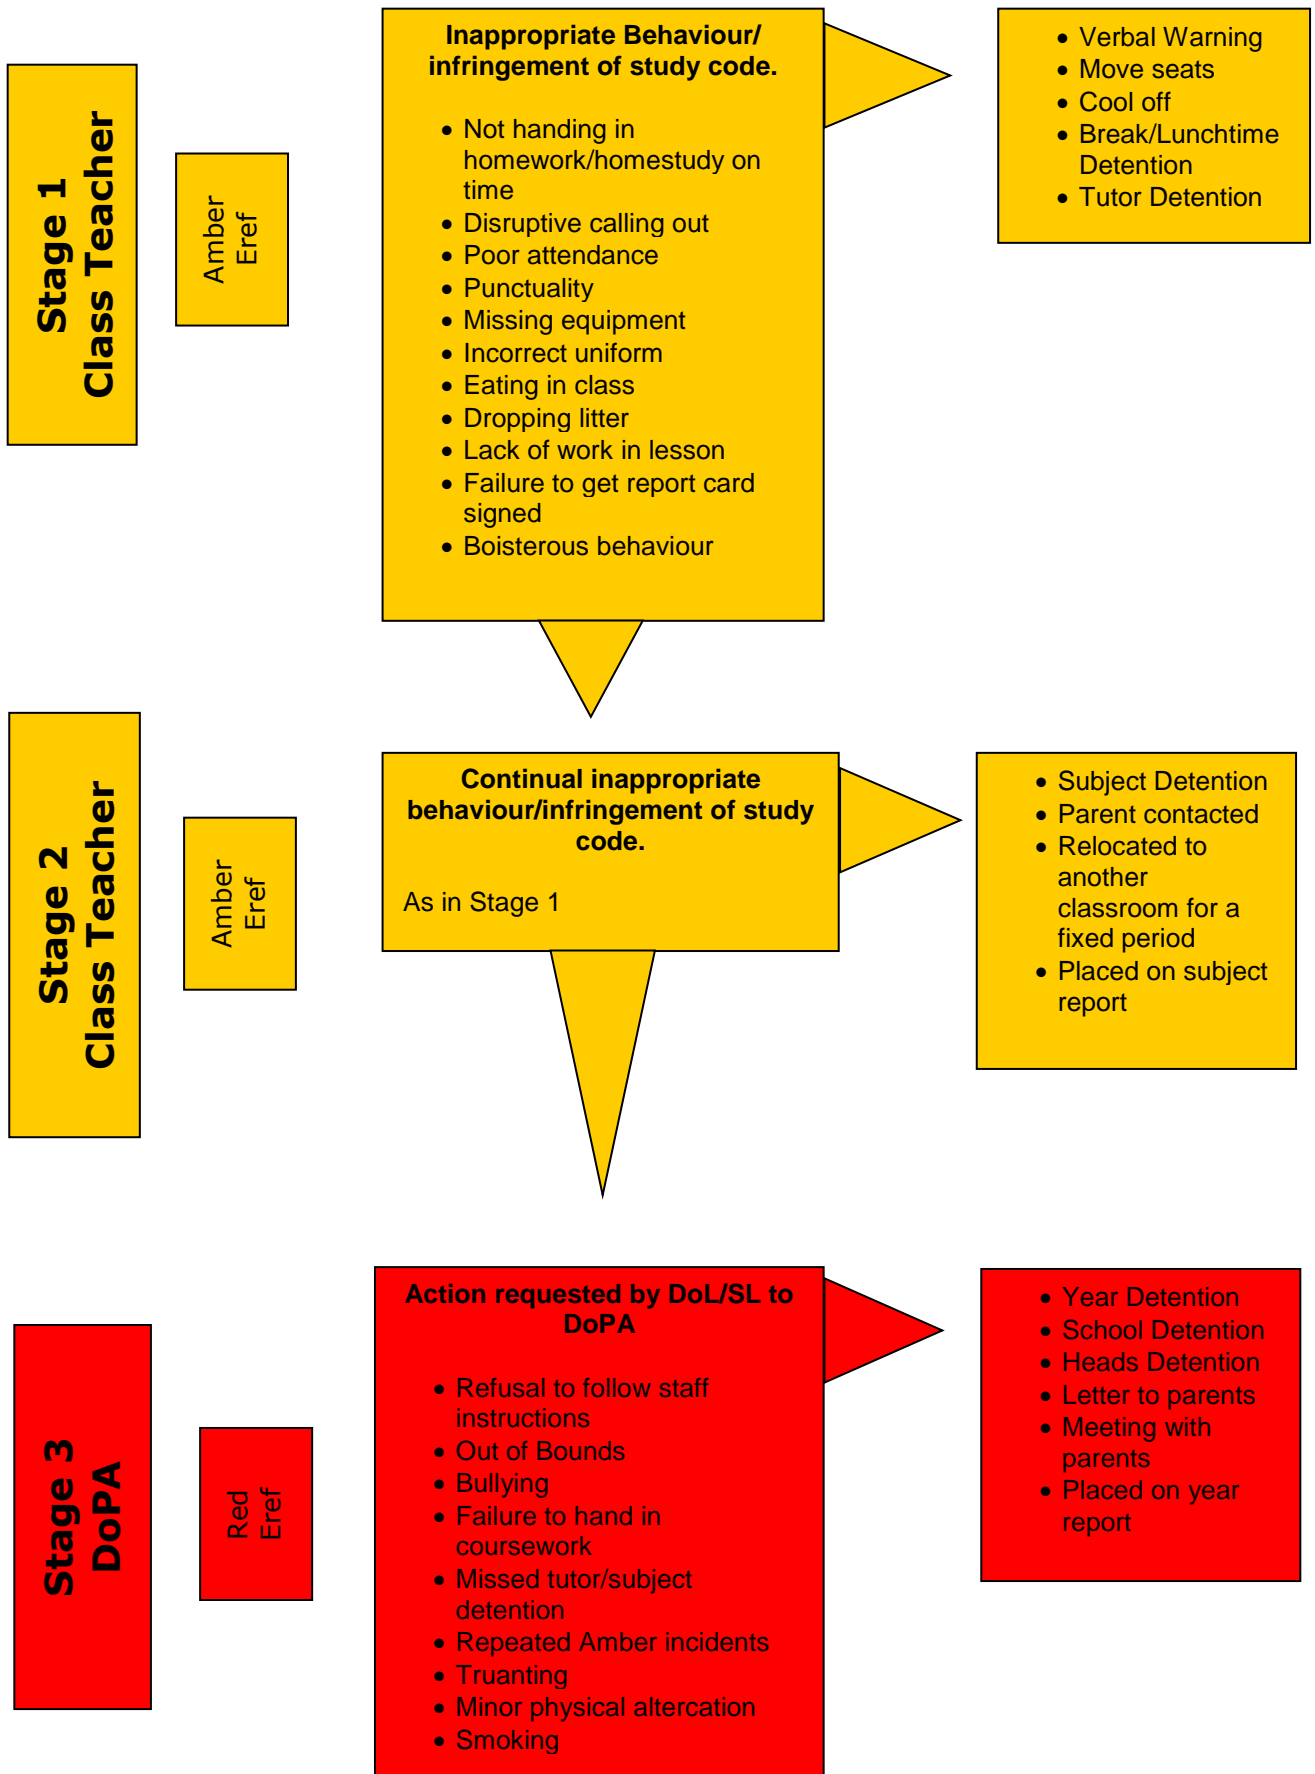 Stage 1
Class Teacher
Amber
Eref
Inappropriate Behaviour/
infringement of study code.
• Not handing in
homework/homestudy on
time
• Disruptive calling out
• Poor attendance
• Punctuality
• Missing equipment
• Incorrect uniform
• Eating in class
• Dropping litter
• Lack of work in lesson
• Failure to get report card
signed
• Boisterous behaviour
• Verbal Warning
• Move seats
• Cool off
• Break/Lunchtime
Detention
• Tutor Detention
Stage 2
Class Teacher
Amber
Eref
Continual inappropriate
behaviour/infringement of study
code.
As in Stage 1
• Subject Detention
• Parent contacted
• Relocated to
another
classroom for a
fixed period
• Placed on subject
report
Stage 3
DoPA
Red
Eref
Action requested by DoL/SL to
DoPA
• Refusal to follow staff
instructions
• Out of Bounds
• Bullying
• Failure to hand in
coursework
• Missed tutor/subject
detention
• Repeated Amber incidents
• Truanting
• Minor physical altercation
• Smoking
• Year Detention
• School Detention
• Heads Detention
• Letter to parents
• Meeting with
parents
• Placed on year
report